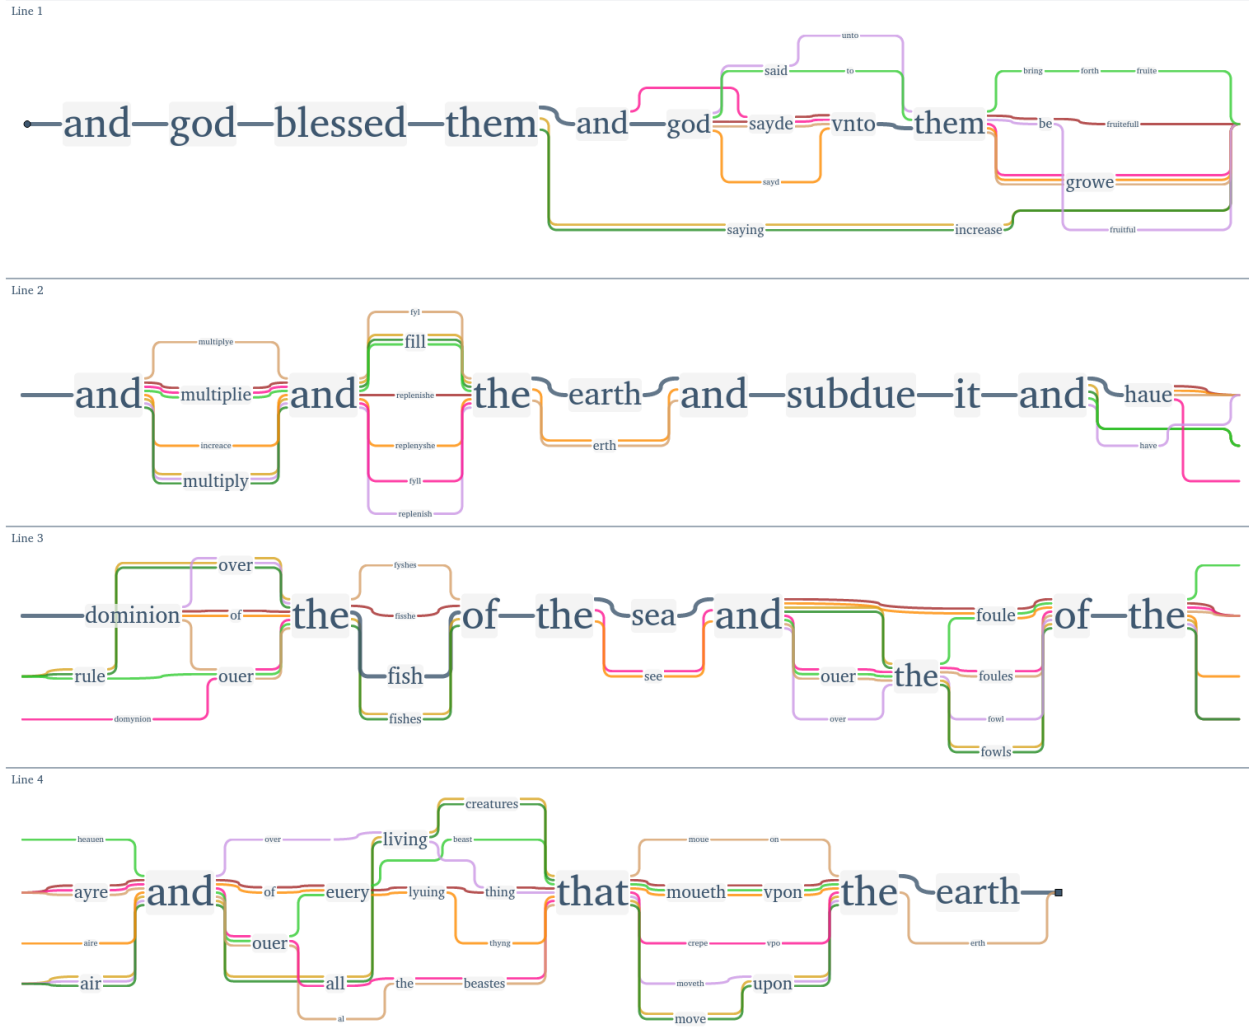 Line 1
unto
said to bring forth fruite
and god blessed them and god sayde vnto them be fruitefull
sayd growe
saying increase fruitful
Line 2
fyl
multiplye fill
and multiplie and replenishe the earth and subdue it and haue
increace replenyshe erth have
multiply fyll
replenish
Line 3
over fyshes
dominion of the fisshe of the sea and foule of the
rule ouer fish see ouer the foules
domynion fishes over fowl
fowls
Line 4
creatures
heauen over living beast moue on
ayre and of euery lyuing thing that moueth vpon the earth
aire ouer thyng crepe vpo erth
air all the beastes moveth upon
al move